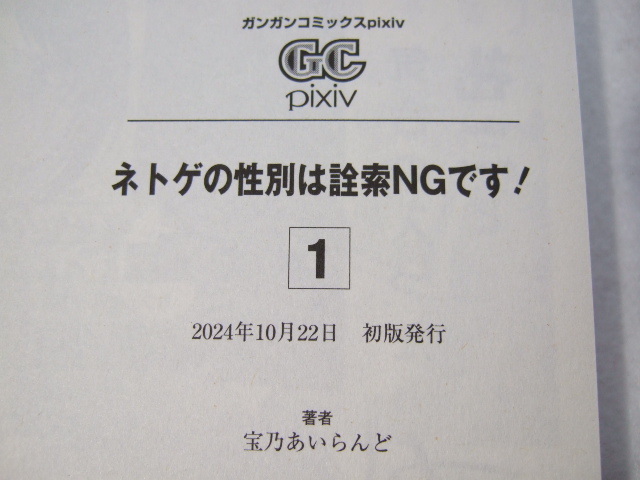 ガンガンコミックスpixiv
GC
pixiv
ネトゲの性別は詮索NGです!
1
2024年10月22日 初版発行
著者
宝乃あいらんど